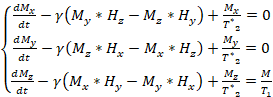 dM_x/dt − γ(M_y * H_z − M_z * H_y) + M_x/T^*_2 = 0
dM_y/dt − γ(M_z * H_x − M_x * H_z) + M_y/T^*_2 = 0
dM_z/dt − γ(M_x * H_y − M_y * H_x) + M_z/T^*_2 = M/T_1